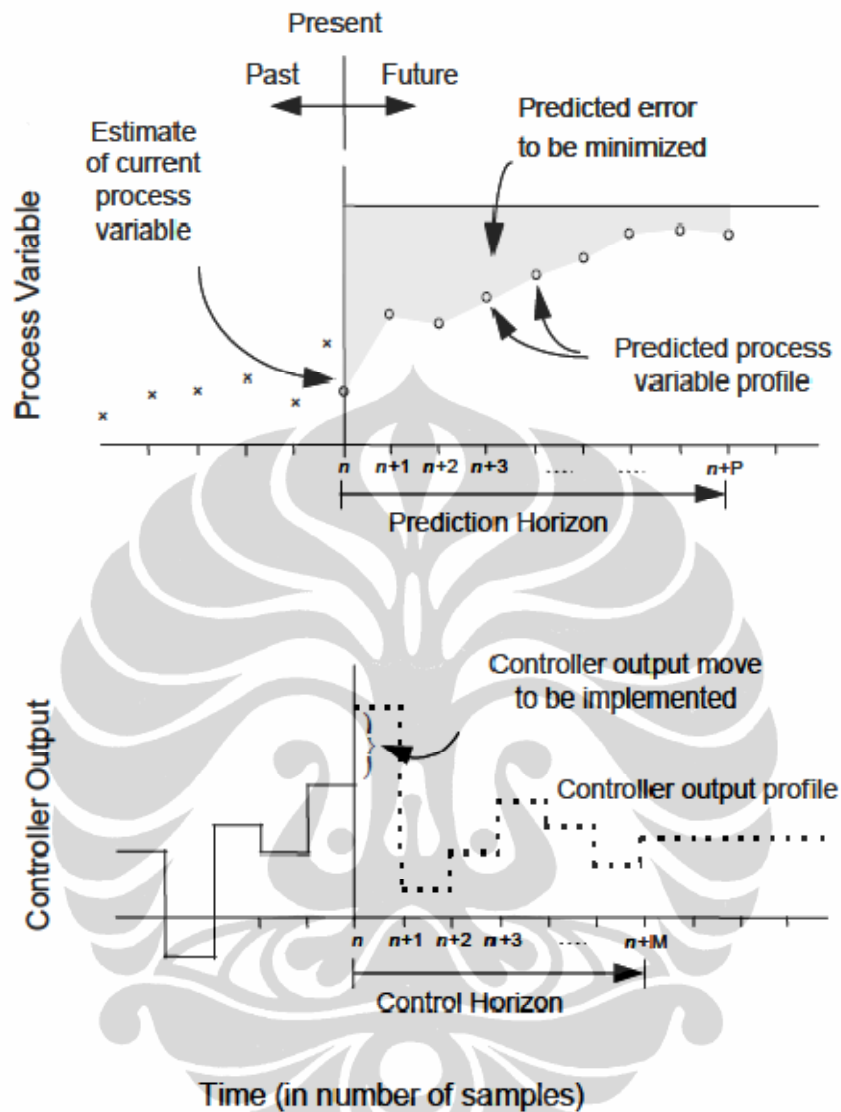 Present
Past
Future
Predicted error
to be minimized
Estimate
of current
process
variable
Process Variable
Predicted process
variable profile
n n+1 n+2 n+3 ..... ..... n+P
Prediction Horizon
Controller output move
to be implemented
Controller Output
Controller output profile
n n+1 n+2 n+3 ..... n+M
Control Horizon
Time (in number of samples)